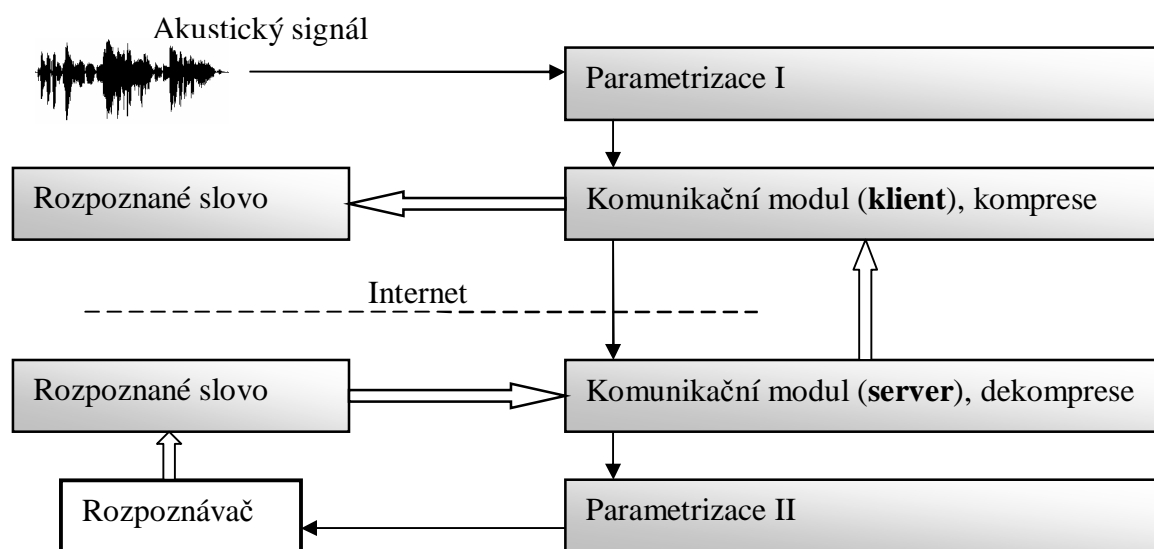 Akustický signál
Parametrizace I
Rozpoznané slovo
Komunikační modul (klient), komprese
Internet
Rozpoznané slovo
Komunikační modul (server), dekomprese
Rozpoznávač
Parametrizace II